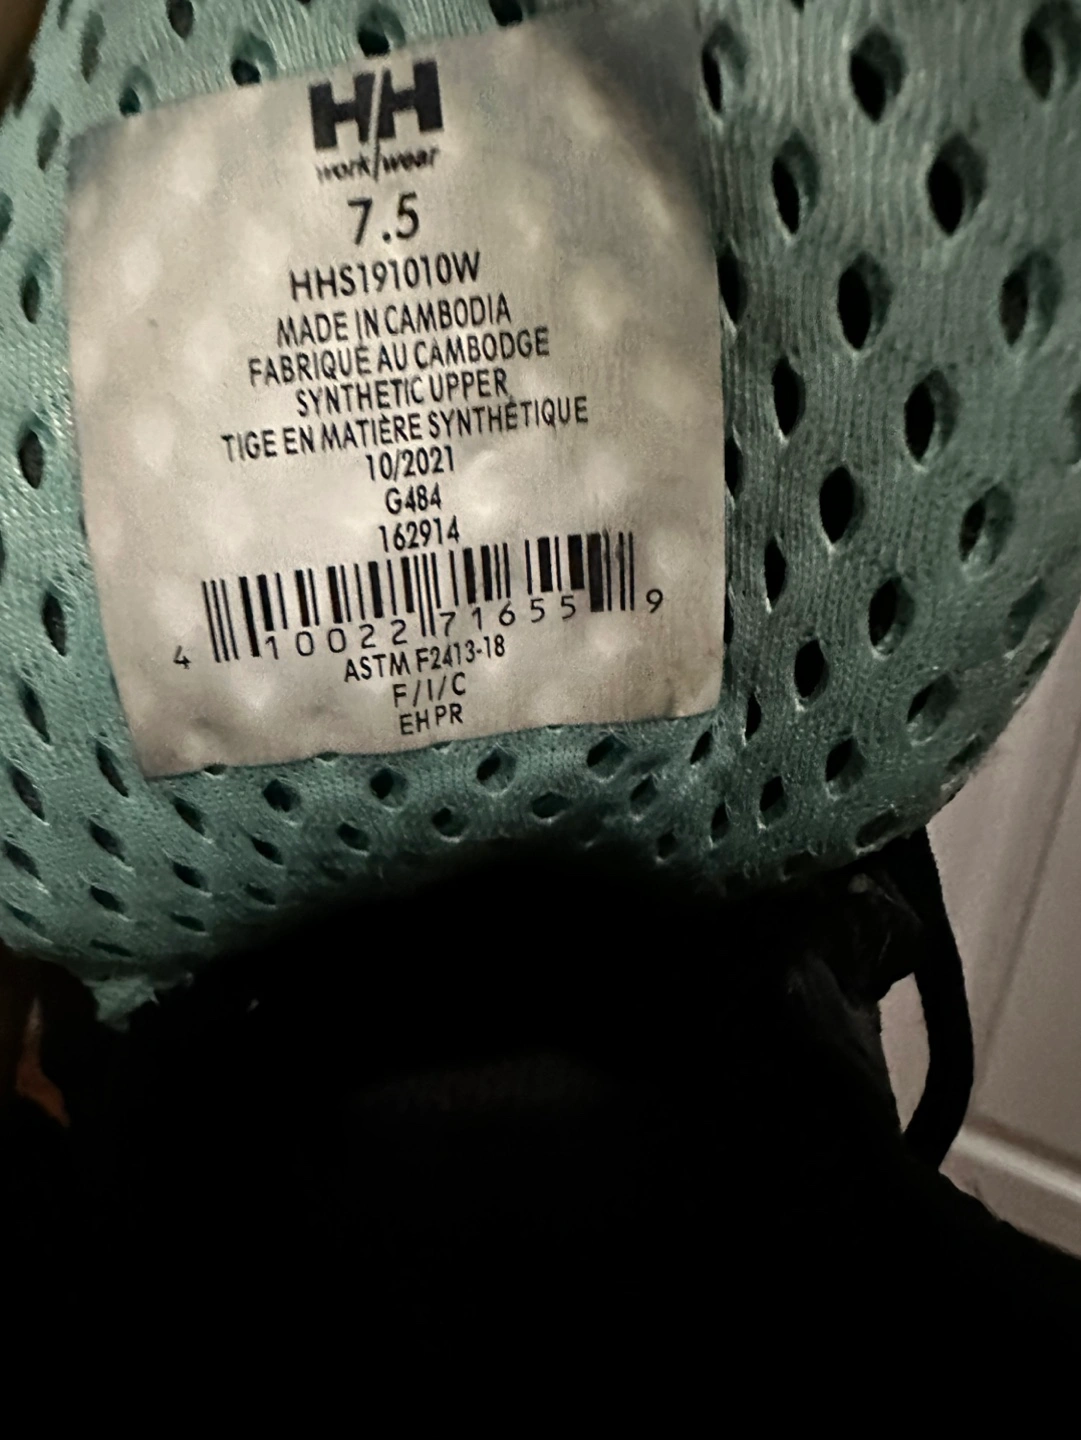 HH
work/wear
7.5
HHS191010W
MADE IN CAMBODIA
FABRIQUÉ AU CAMBODGE
SYNTHETIC UPPER
TIGE EN MATIÈRE SYNTHÉTIQUE
10/2021
G484
162914
4 10022 71655 9
ASTM F2413-18
F/I/C
EH PR